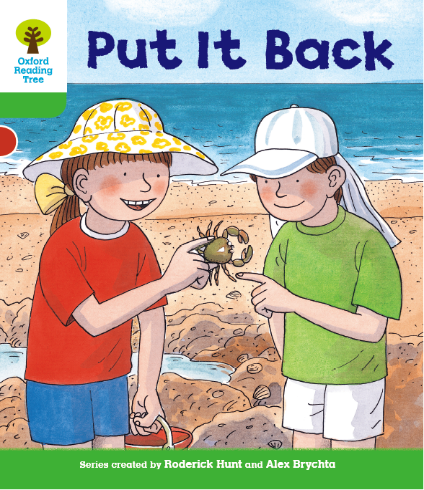 Oxford
Reading
Tree
Put It Back
Series created by Roderick Hunt and Alex Brychta